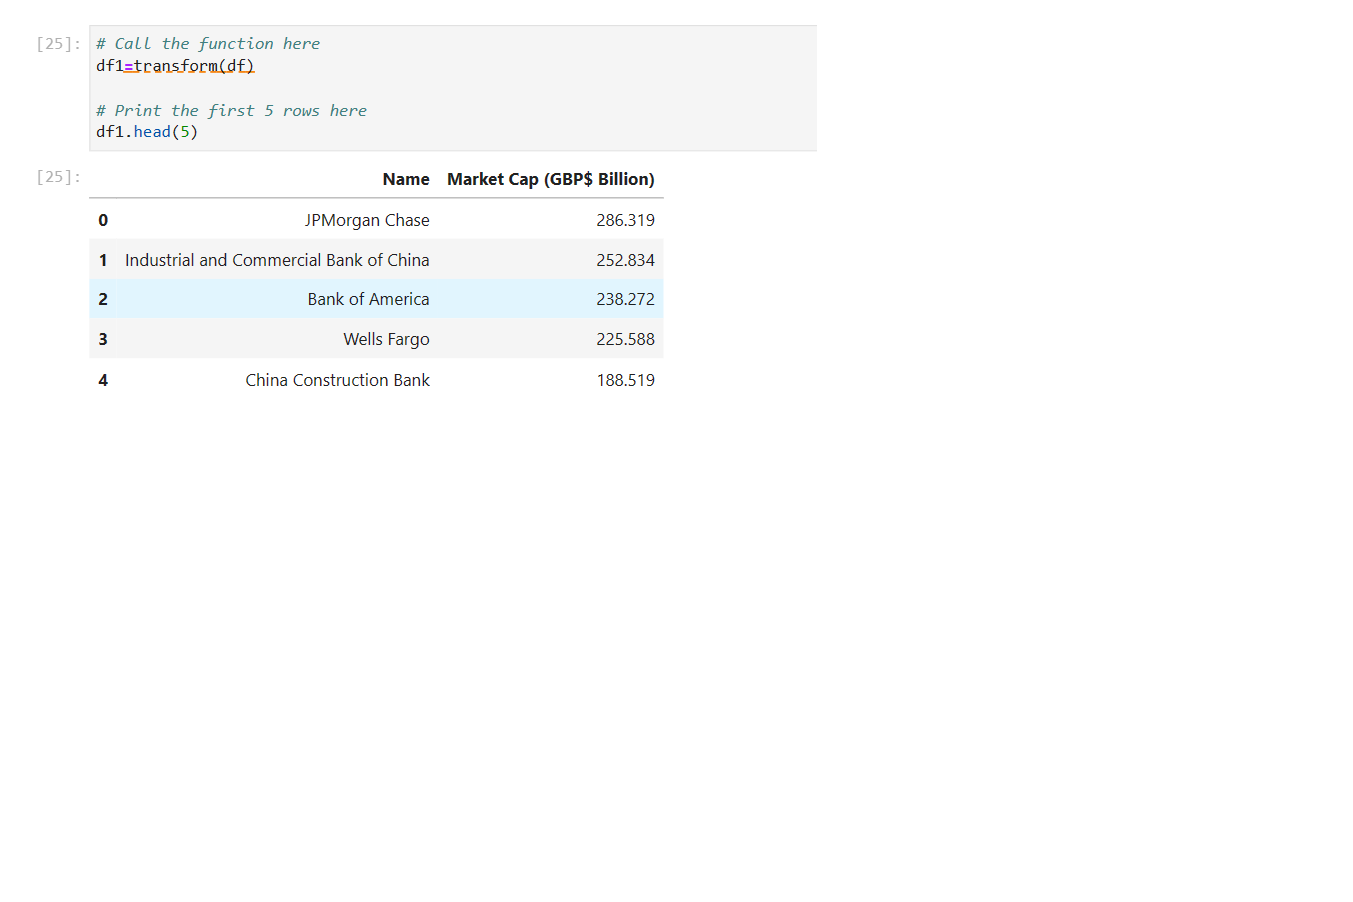 [25]: # Call the function here
df1=transform(df)
# Print the first 5 rows here
df1.head(5)
[25]: Name Market Cap (GBP$ Billion)
0 JPMorgan Chase 286.319
1 Industrial and Commercial Bank of China 252.834
2 Bank of America 238.272
3 Wells Fargo 225.588
4 China Construction Bank 188.519